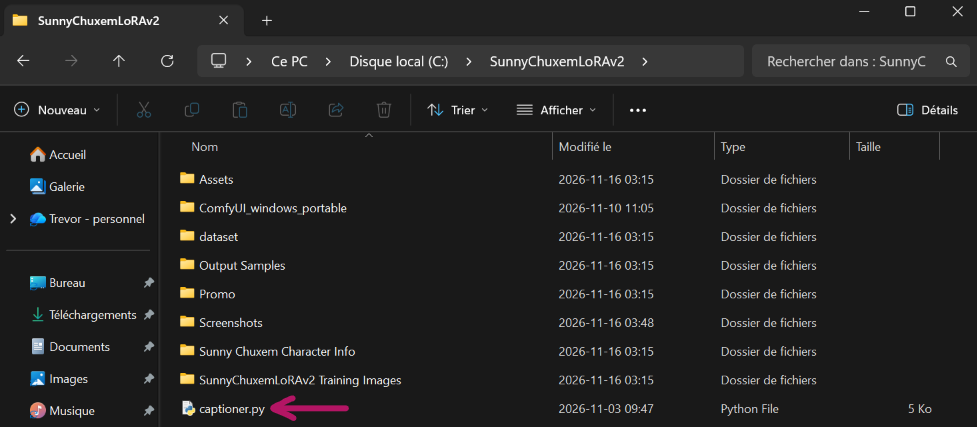 SunnyChuxemLoRAv2
Ce PC > Disque local (C:) > SunnyChuxemLoRAv2 >
Rechercher dans : SunnyC
Nouveau
Trier
Afficher
Détails
Accueil
Galerie
Trevor - personnel
Bureau
Téléchargements
Documents
Images
Musique
Nom Modifié le Type Taille
Assets 2026-11-16 03:15 Dossier de fichiers
ComfyUI_windows_portable 2026-11-10 11:05 Dossier de fichiers
dataset 2026-11-16 03:15 Dossier de fichiers
Output Samples 2026-11-16 03:15 Dossier de fichiers
Promo 2026-11-16 03:15 Dossier de fichiers
Screenshots 2026-11-16 03:48 Dossier de fichiers
Sunny Chuxem Character Info 2026-11-16 03:15 Dossier de fichiers
SunnyChuxemLoRAv2 Training Images 2026-11-16 03:15 Dossier de fichiers
captioner.py 2026-11-03 09:47 Python File 5 Ko